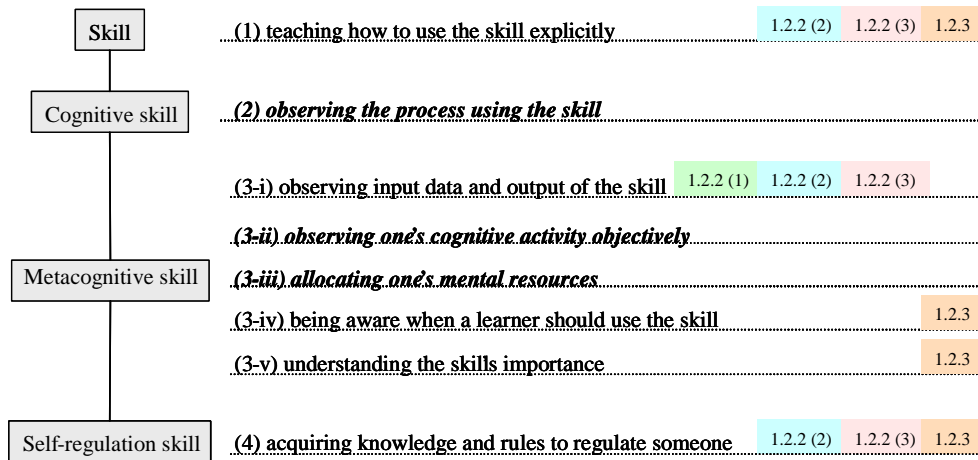 Skill
(1) teaching how to use the skill explicitly
1.2.2 (2)
1.2.2 (3)
1.2.3
Cognitive skill
(2) observing the process using the skill
(3-i) observing input data and output of the skill
1.2.2 (1)
1.2.2 (2)
1.2.2 (3)
(3-ii) observing one's cognitive activity objectively
Metacognitive skill
(3-iii) allocating one's mental resources
(3-iv) being aware when a learner should use the skill
1.2.3
(3-v) understanding the skills importance
1.2.3
Self-regulation skill
(4) acquiring knowledge and rules to regulate someone
1.2.2 (2)
1.2.2 (3)
1.2.3